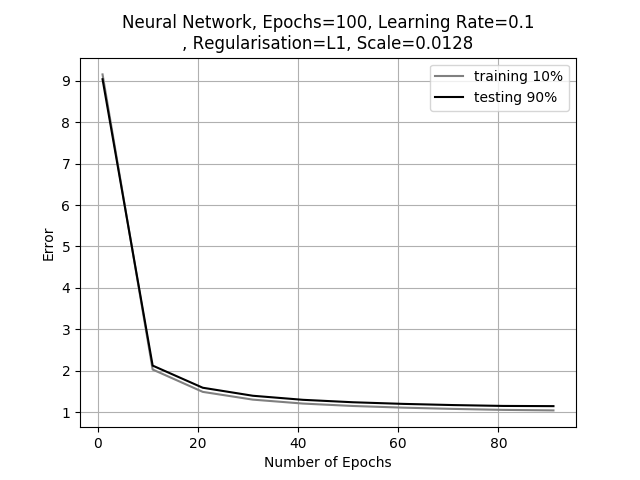 Neural Network, Epochs=100, Learning Rate=0.1
, Regularisation=L1, Scale=0.0128
training 10%
testing 90%
9
8
7
6
5
4
3
2
1
Error
0 20 40 60 80
Number of Epochs